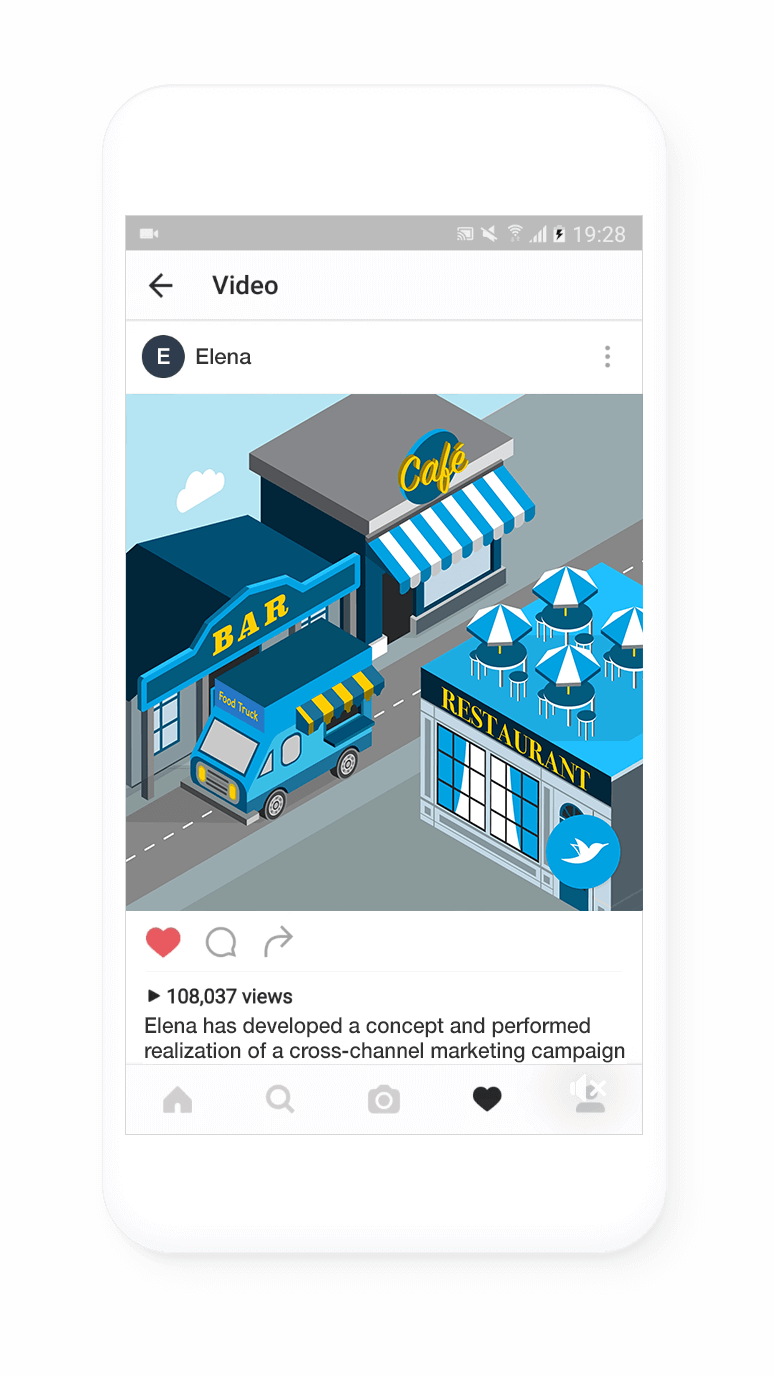 19:28
Video
E Elena
Café
BAR
Food Truck
RESTAURANT
108,037 views
Elena has developed a concept and performed
realization of a cross-channel marketing campaign